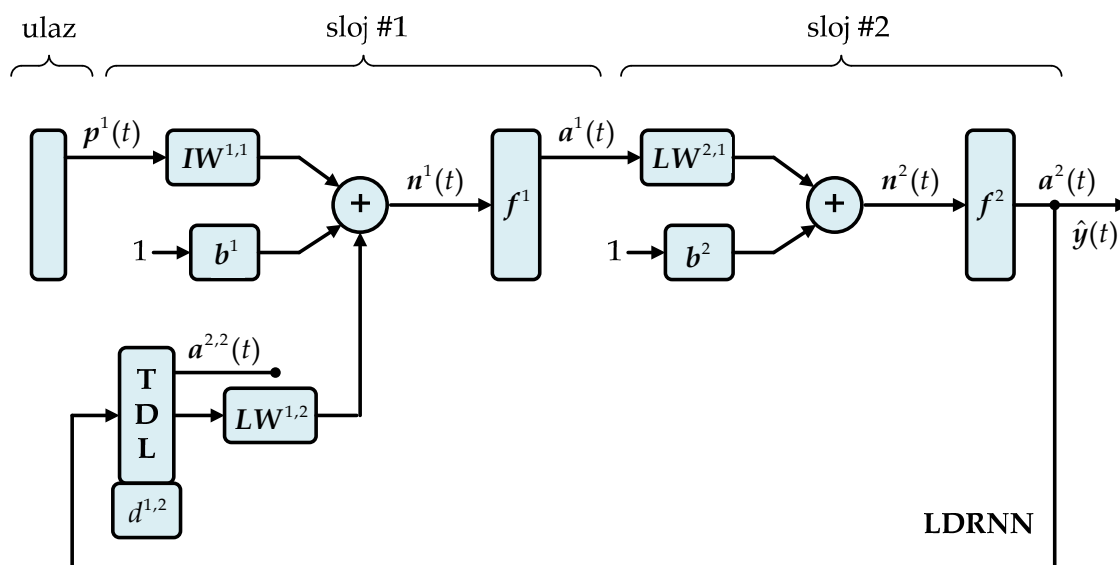 ulaz sloj #1 sloj #2
p¹(t) IW¹,¹ n¹(t) f¹ a¹(t) LW²,¹ n²(t) f² a²(t)
+ +
ŷ(t)
1 b¹ 1 b²
a²,²(t)
T
D
L
LW¹,²
d¹,²
LDRNN